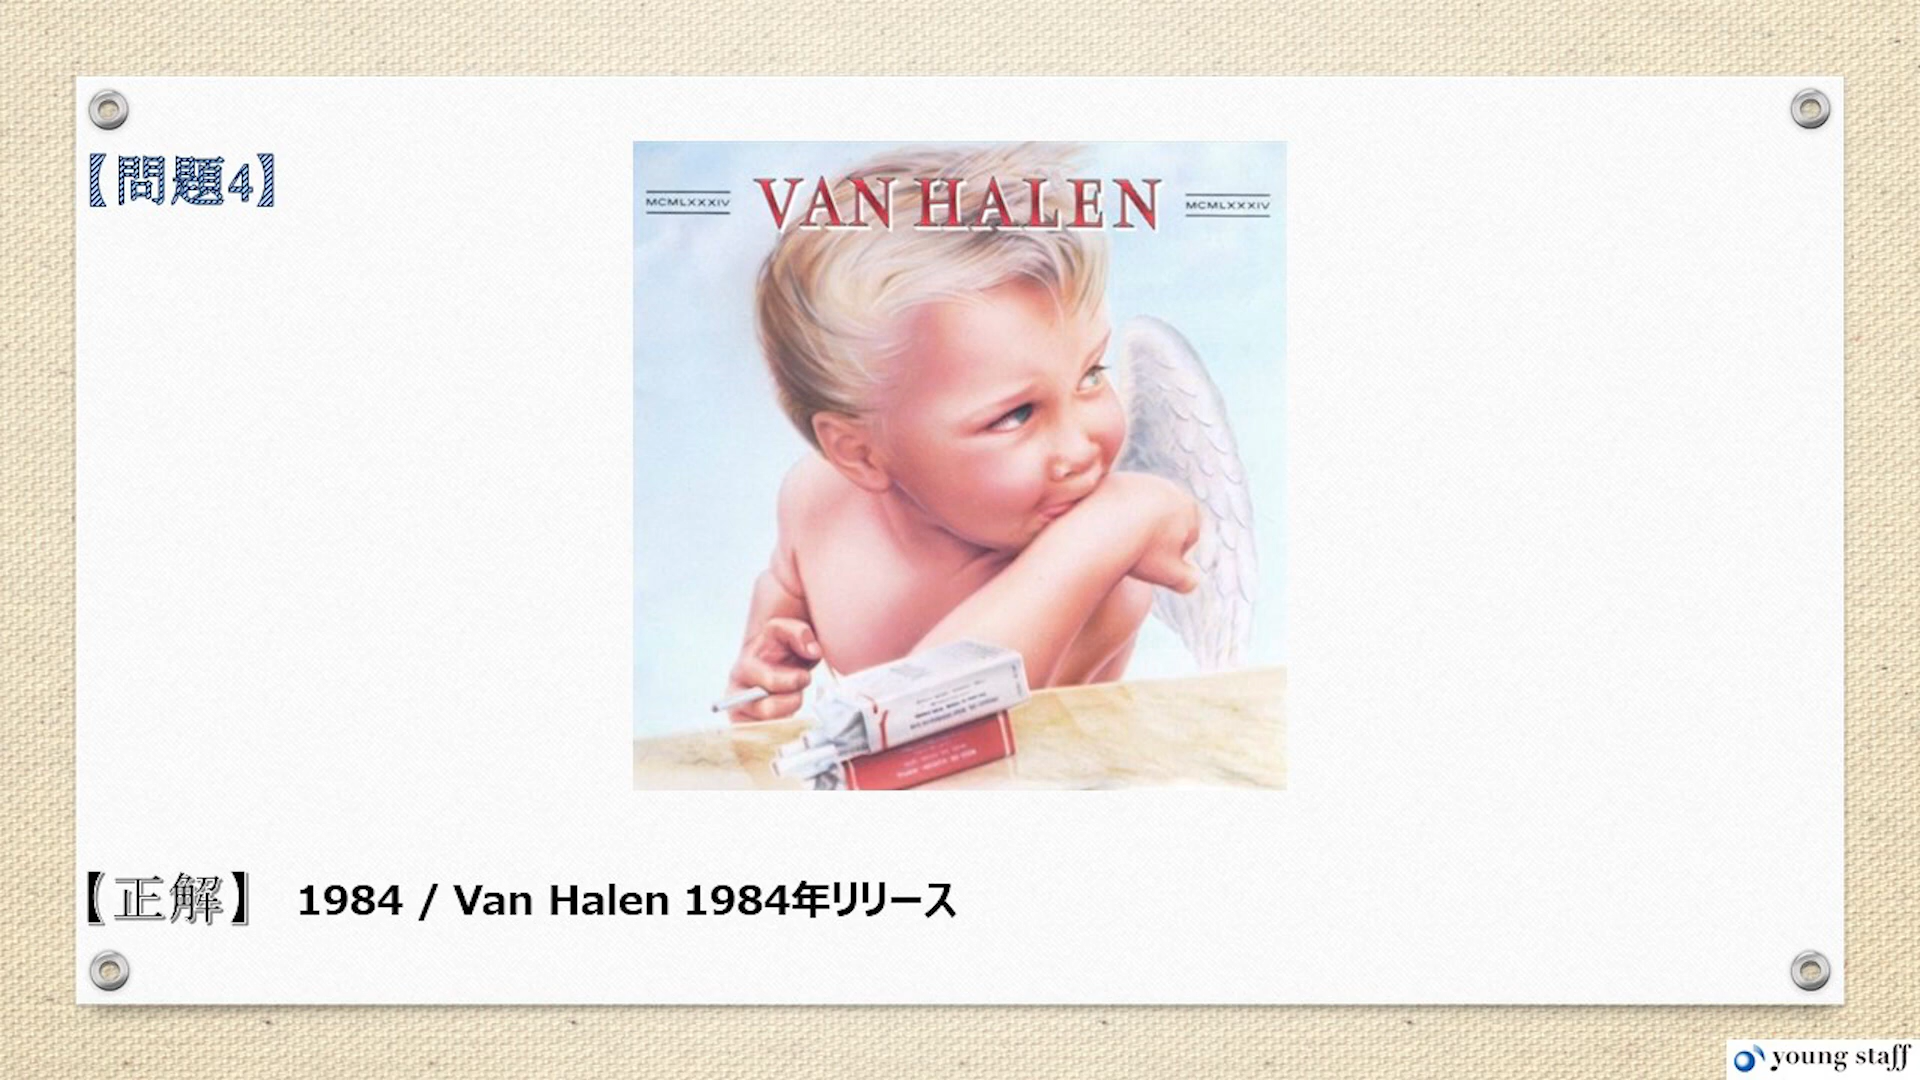 【問題4】
MCMLXXXIV VAN HALEN MCMLXXXIV
【正解】 1984 / Van Halen 1984年リリース
young staff